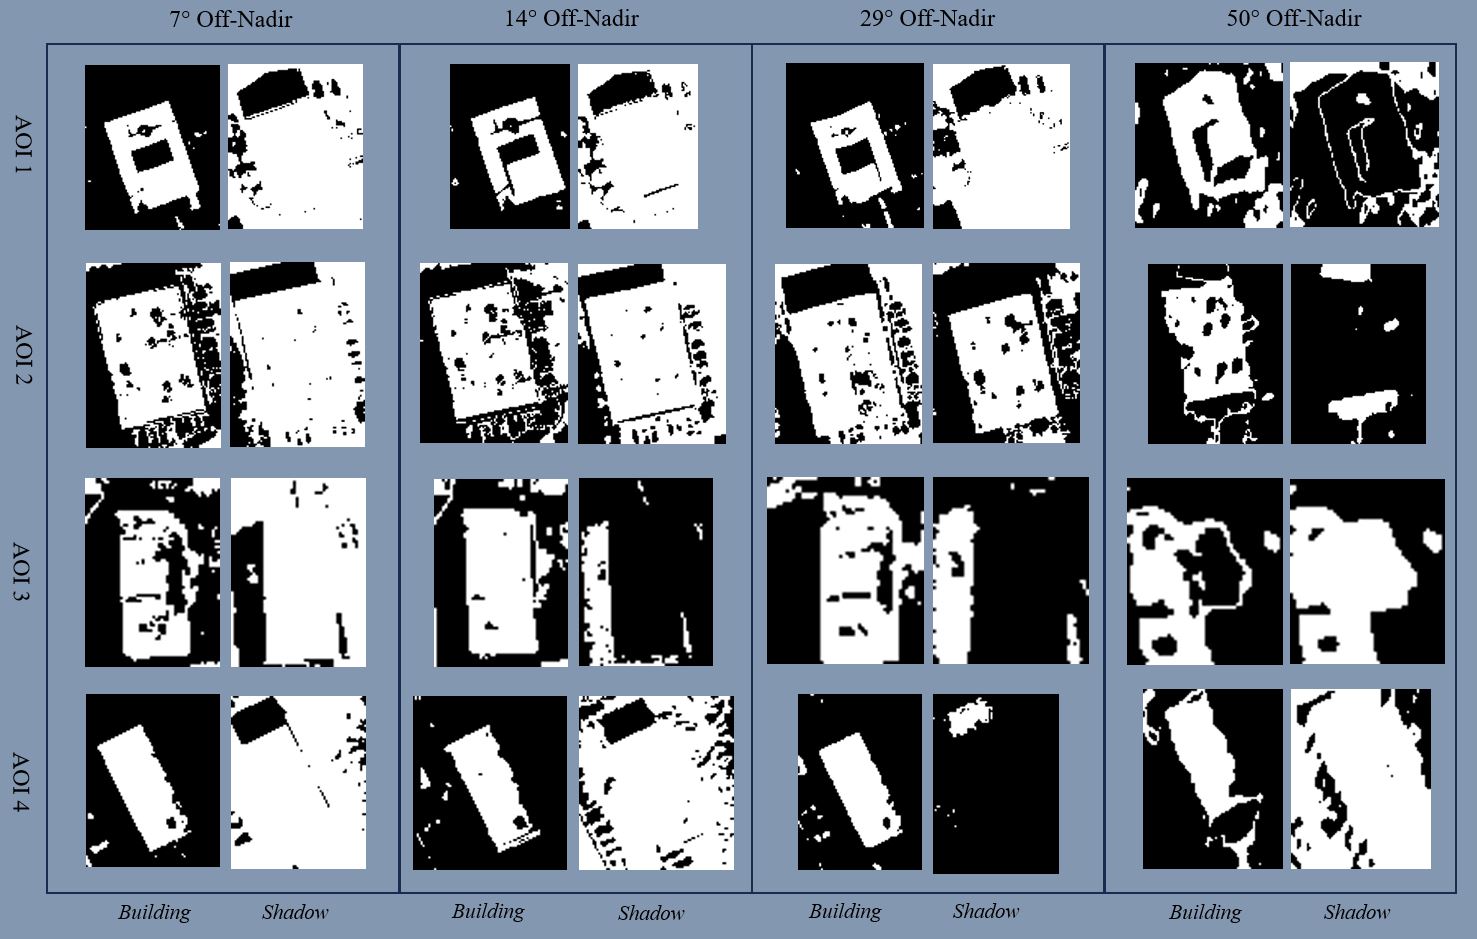 7° Off-Nadir
14° Off-Nadir
29° Off-Nadir
50° Off-Nadir
AOI 1
AOI 2
AOI 3
AOI 4
Building
Shadow
Building
Shadow
Building
Shadow
Building
Shadow